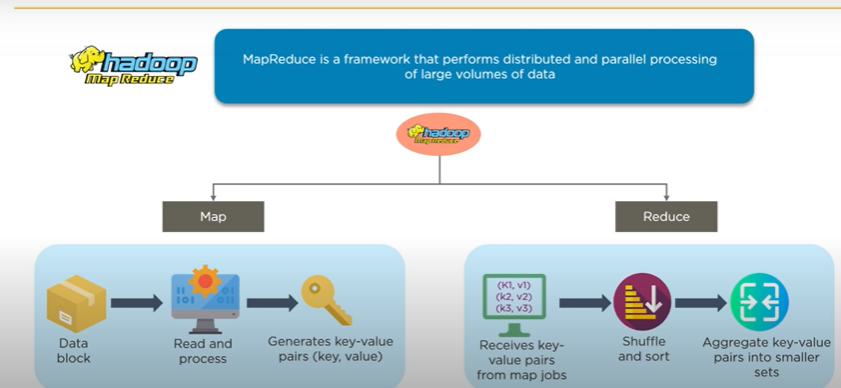 hadoop
Map Reduce
MapReduce is a framework that performs distributed and parallel processing
of large volumes of data
hadoop
Map Reduce
Map
Reduce
Data
block
Read and
process
Generates key-value
pairs (key, value)
(K1, v1)
(k2, v2)
(k3, v3)
Receives key-
value pairs
from map jobs
Shuffle
and sort
Aggregate key-value
pairs into smaller
sets